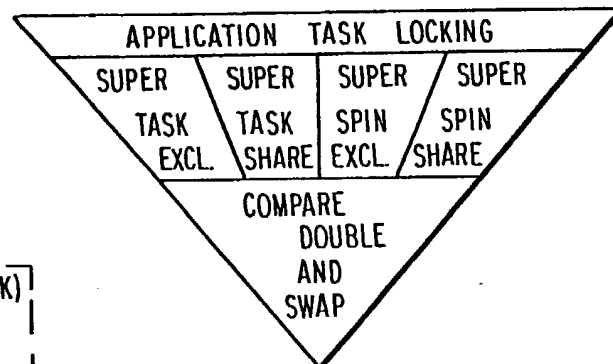 APPLICATION TASK LOCKING
SUPER TASK EXCL.
SUPER TASK SHARE
SUPER SPIN EXCL.
SUPER SPIN SHARE
COMPARE
DOUBLE
AND
SWAP
K)